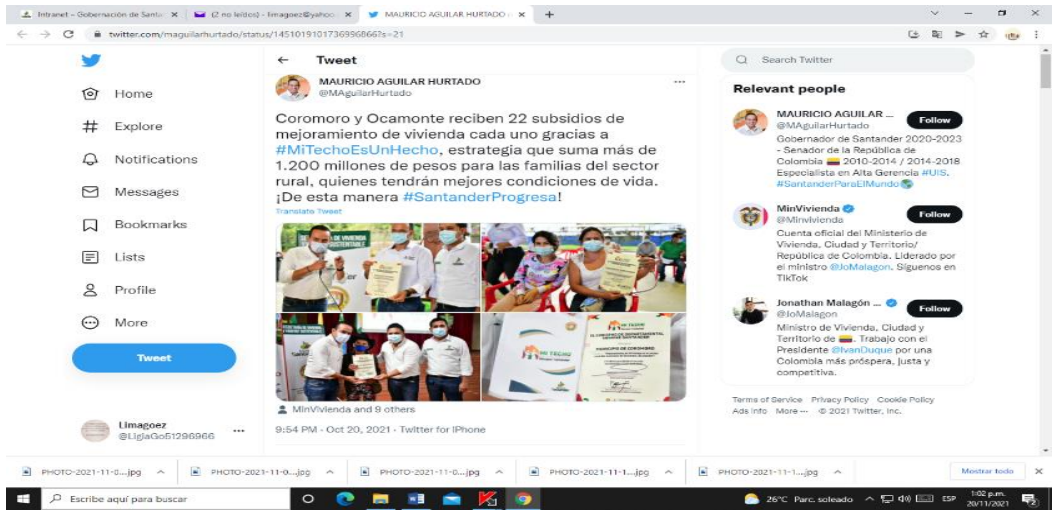 Intranet – Gobernación de Santa
(2 no leídos) - limagoez@yahoo
MAURICIO AGUILAR HURTADO
twitter.com/maguilarhurtado/status/1451019101736996866?s=21
Home
Explore
Notifications
Messages
Bookmarks
Lists
Profile
More
Tweet
Limagoez
@LigiaGo51296966
Tweet
MAURICIO AGUILAR HURTADO
@MAguilarHurtado
Coromoro y Ocamonte reciben 22 subsidios de
mejoramiento de vivienda cada uno gracias a
#MiTechoEsUnHecho, estrategia que suma más de
1.200 millones de pesos para las familias del sector
rural, quienes tendrán mejores condiciones de vida.
¡De esta manera #SantanderProgresa!
Translate Tweet
MI TECHO
MinVivienda and 9 others
9:54 PM · Oct 20, 2021 · Twitter for iPhone
Search Twitter
Relevant people
MAURICIO AGUILAR ...
@MAguilarHurtado
Follow
Gobernador de Santander 2020-2023
- Senador de la República de
Colombia 2010-2014 / 2014-2018
Especialista en Alta Gerencia #UIS.
#SantanderParaElMundo
MinVivienda
@Minvivienda
Follow
Cuenta oficial del Ministerio de
Vivienda, Ciudad y Territorio/
República de Colombia. Liderado por
el ministro @JoMalagon. Síguenos en
TikTok
Jonathan Malagón ...
@JoMalagon
Follow
Ministro de Vivienda, Ciudad y
Territorio de . Trabajo con el
Presidente @IvanDuque por una
Colombia más próspera, justa y
competitiva.
Terms of Service Privacy Policy Cookie Policy
Ads info More ... © 2021 Twitter, Inc.
PHOTO-2021-11-0....jpg
PHOTO-2021-11-0....jpg
PHOTO-2021-11-0....jpg
PHOTO-2021-11-1....jpg
PHOTO-2021-11-1....jpg
Mostrar todo
Escribe aquí para buscar
26°C Parc. soleado
ESP
1:02 p.m.
20/11/2021